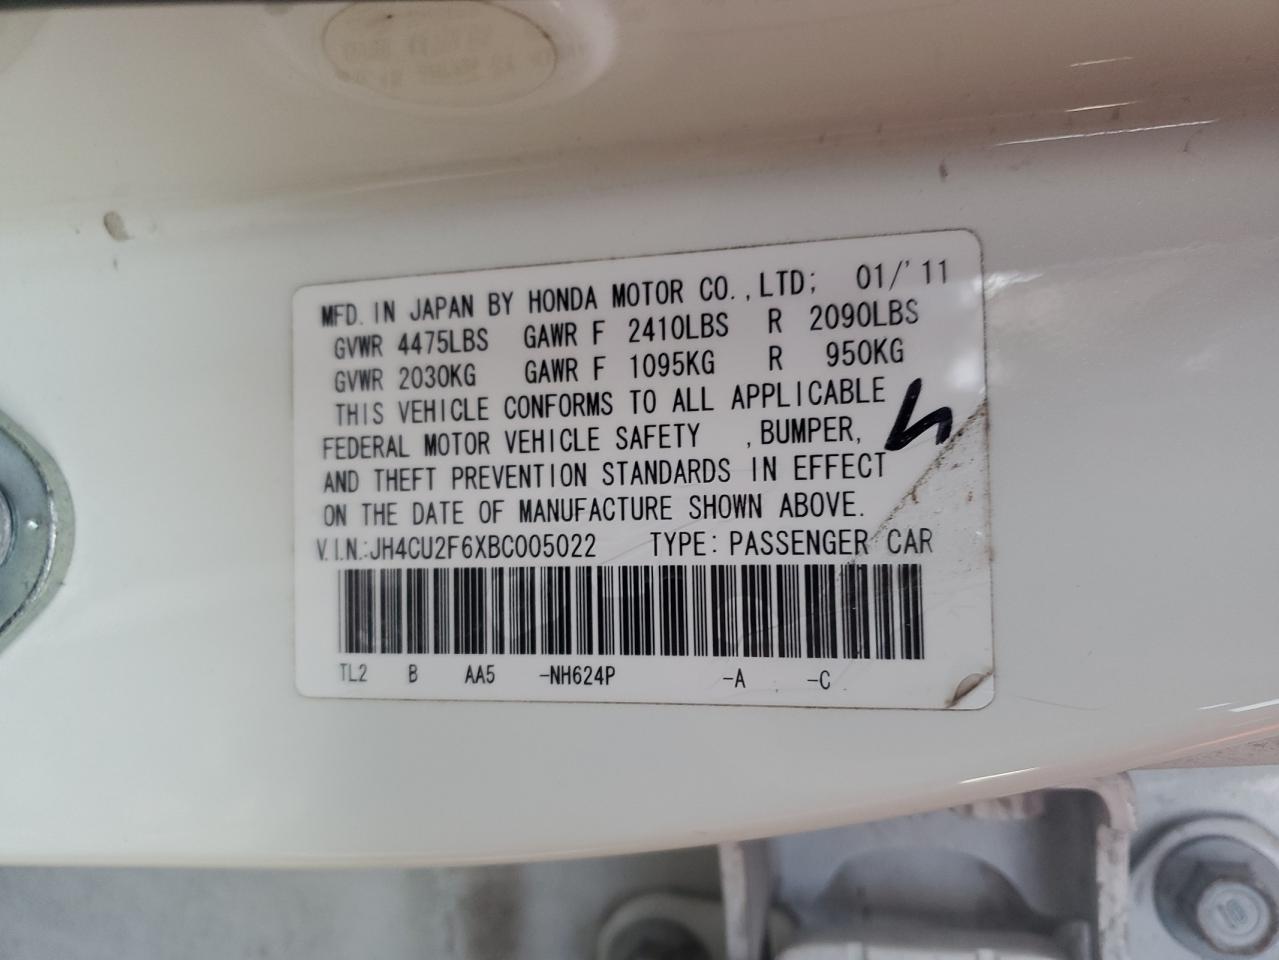 MFD. IN JAPAN BY HONDA MOTOR CO., LTD; 01/'11
GVWR 4475LBS GAWR F 2410LBS R 2090LBS
GVWR 2030KG GAWR F 1095KG R 950KG
THIS VEHICLE CONFORMS TO ALL APPLICABLE
FEDERAL MOTOR VEHICLE SAFETY , BUMPER,
AND THEFT PREVENTION STANDARDS IN EFFECT
ON THE DATE OF MANUFACTURE SHOWN ABOVE.
V.I.N.:JH4CU2F6XBC005022 TYPE: PASSENGER CAR
TL2 B AA5 -NH624P -A -C